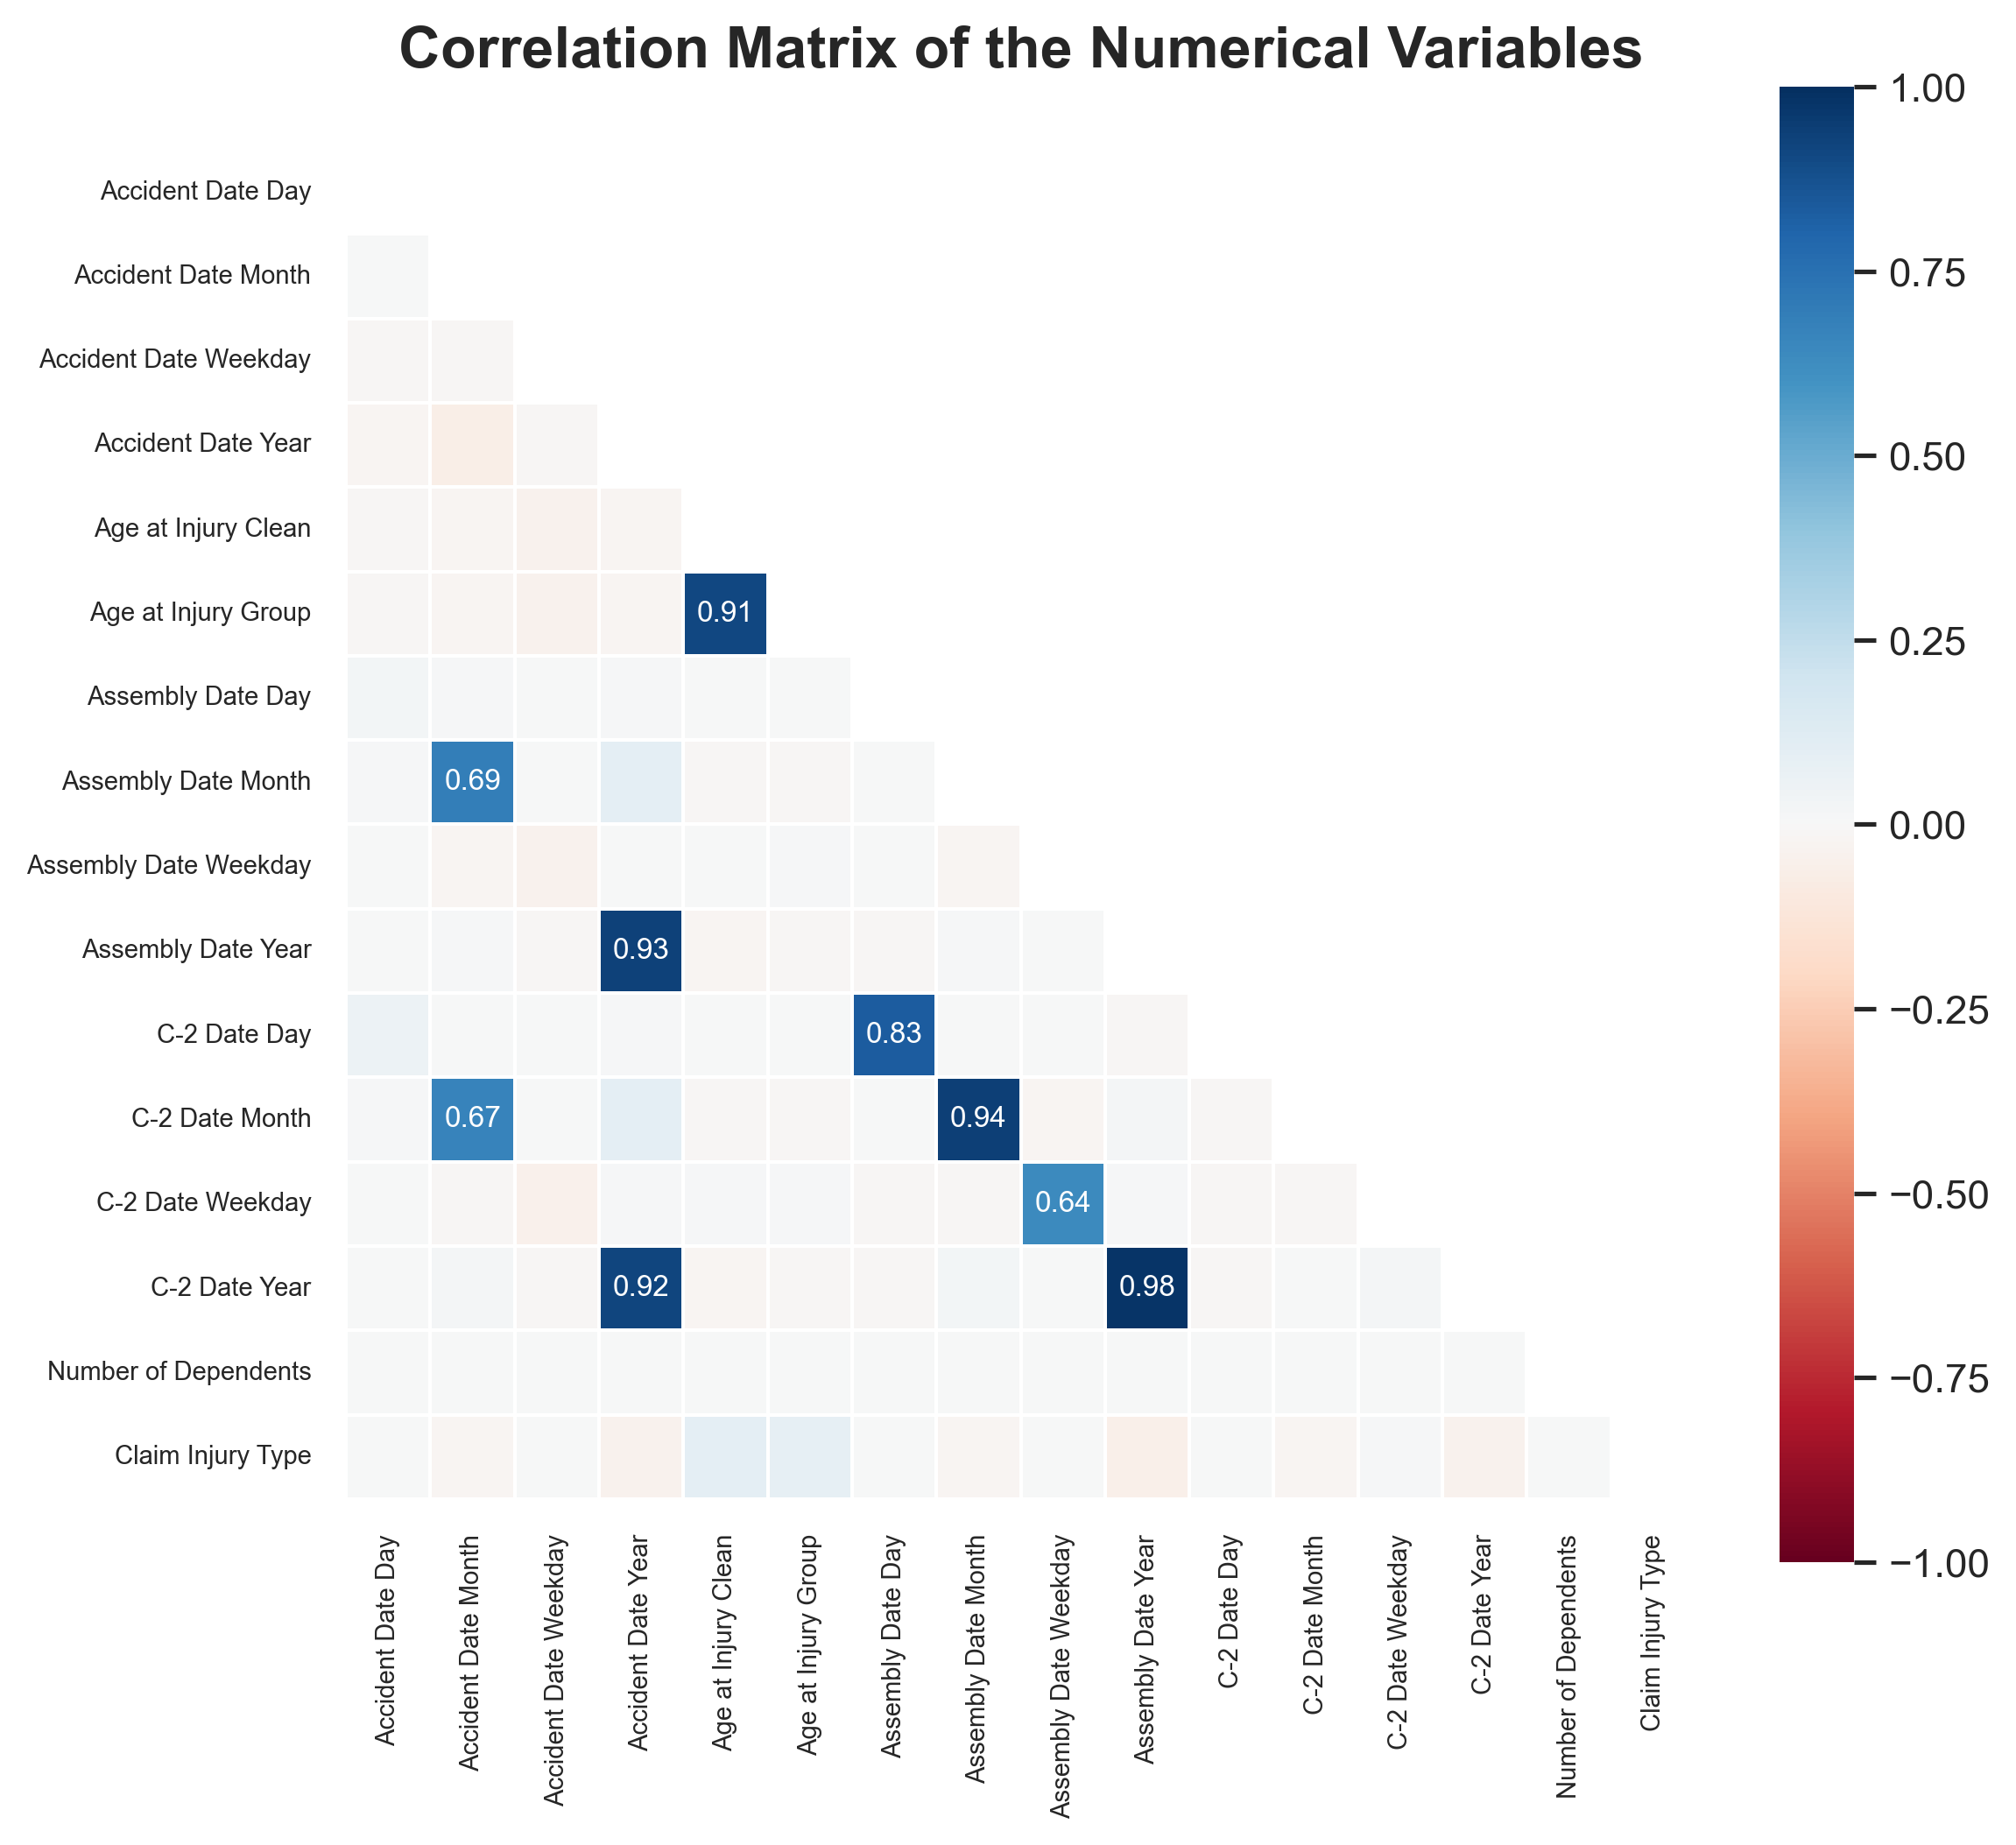 Correlation Matrix of the Numerical Variables
1.00
Accident Date Day
Accident Date Month
0.75
Accident Date Weekday
Accident Date Year
0.50
Age at Injury Clean
Age at Injury Group
0.91
0.25
Assembly Date Day
Assembly Date Month
0.69
0.00
Assembly Date Weekday
Assembly Date Year
0.93
−0.25
C-2 Date Day
0.83
C-2 Date Month
0.67
0.94
−0.50
C-2 Date Weekday
0.64
C-2 Date Year
0.92
0.98
−0.75
Number of Dependents
Claim Injury Type
−1.00
Accident Date Day
Accident Date Month
Accident Date Weekday
Accident Date Year
Age at Injury Clean
Age at Injury Group
Assembly Date Day
Assembly Date Month
Assembly Date Weekday
Assembly Date Year
C-2 Date Day
C-2 Date Month
C-2 Date Weekday
C-2 Date Year
Number of Dependents
Claim Injury Type